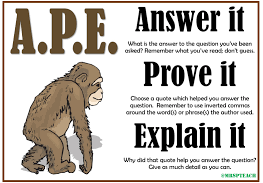 A.P.E.
Answer it
What is the answer to the question you've been
asked? Remember what you've read; don't guess.
Prove it
Choose a quote which helped you answer the
question. Remember to use inverted commas
around the word(s) or phrase(s) the author used.
Explain it
Why did that quote help you answer the question?
Give as much detail as you can.
@MRSPTEACH